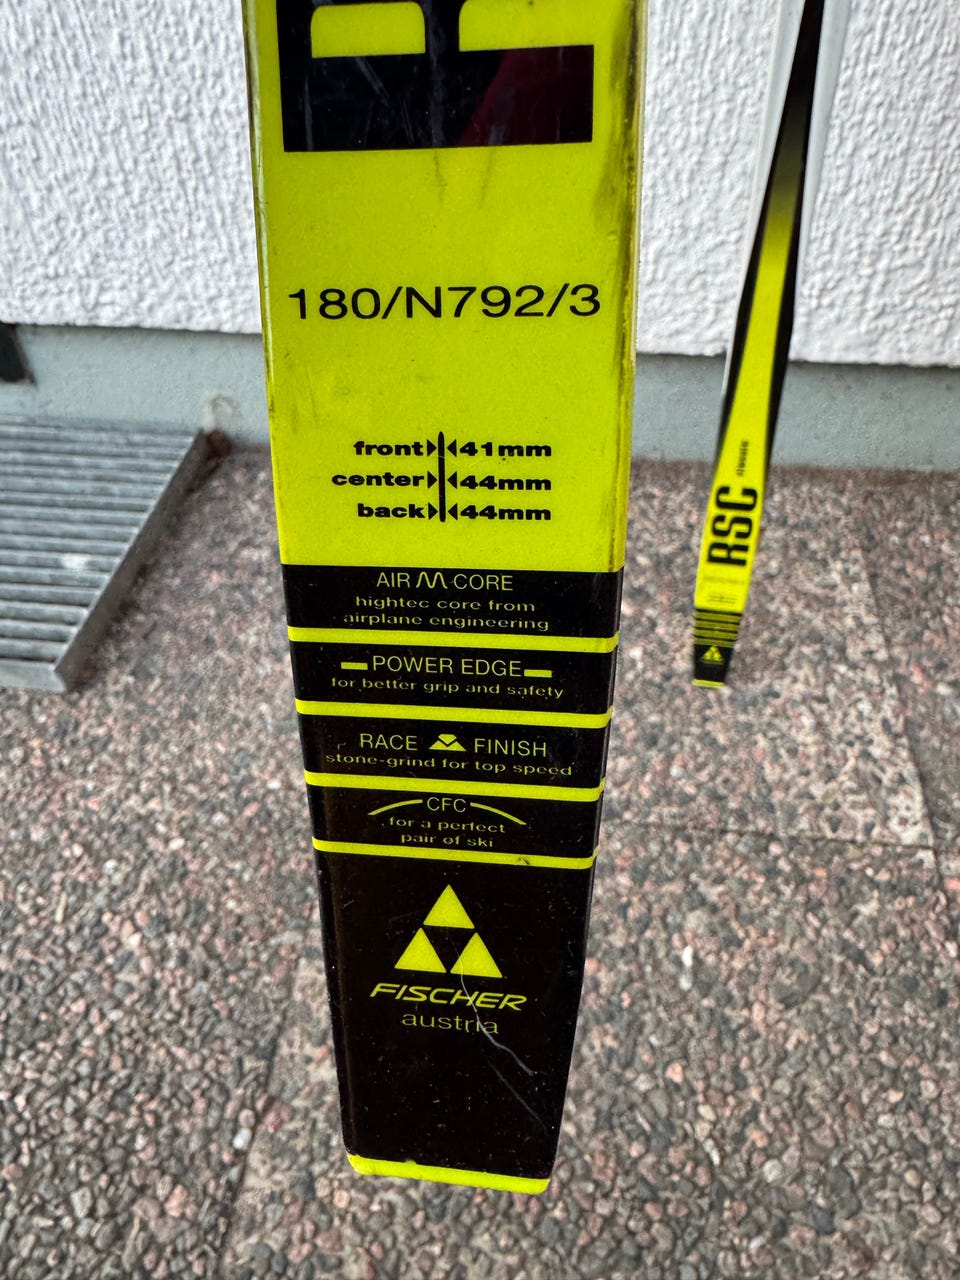 R
180/N792/3
front 41mm
center 44mm
back 44mm
AIR CORE
hightec core from
airplane engineering
POWER EDGE
for better grip and safety
RACE FINISH
stone-grind for top speed
CFC
for a perfect
pair of ski
FISCHER
austria
RSC